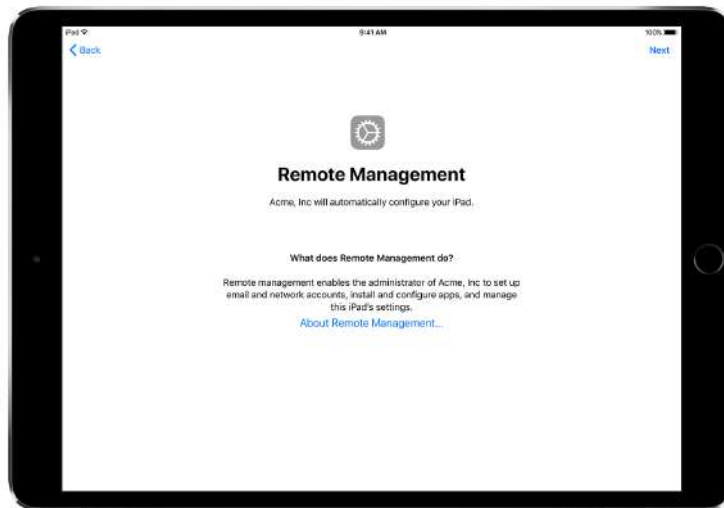 iPad
9:41 AM
100%
Back
Next
Remote Management
Acme, Inc will automatically configure your iPad.
What does Remote Management do?
Remote management enables the administrator of Acme, Inc to set up
email and network accounts, install and configure apps, and manage
this iPad's settings.
About Remote Management...